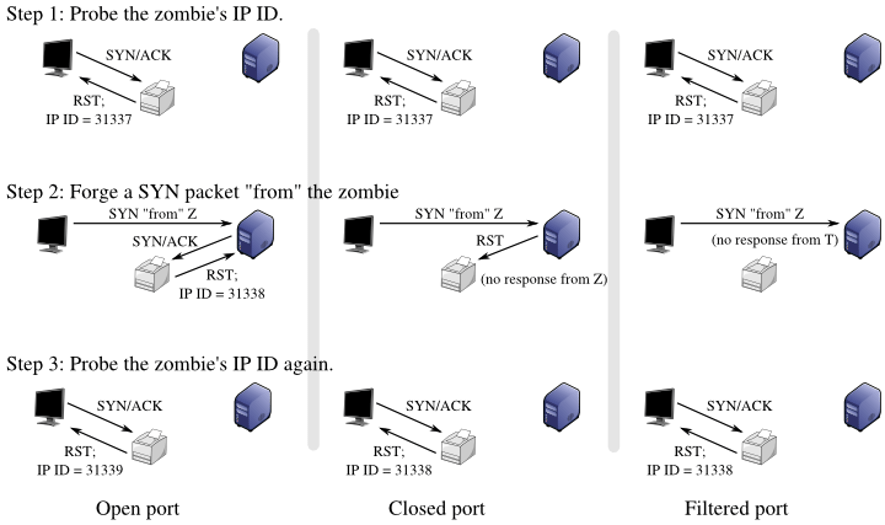 Step 1: Probe the zombie's IP ID.
SYN/ACK
RST;
IP ID = 31337
SYN/ACK
RST;
IP ID = 31337
SYN/ACK
RST;
IP ID = 31337
Step 2: Forge a SYN packet "from" the zombie
SYN "from" Z
SYN/ACK
RST;
IP ID = 31338
SYN "from" Z
RST
(no response from Z)
SYN "from" Z
(no response from T)
Step 3: Probe the zombie's IP ID again.
SYN/ACK
RST;
IP ID = 31339
SYN/ACK
RST;
IP ID = 31338
SYN/ACK
RST;
IP ID = 31338
Open port
Closed port
Filtered port